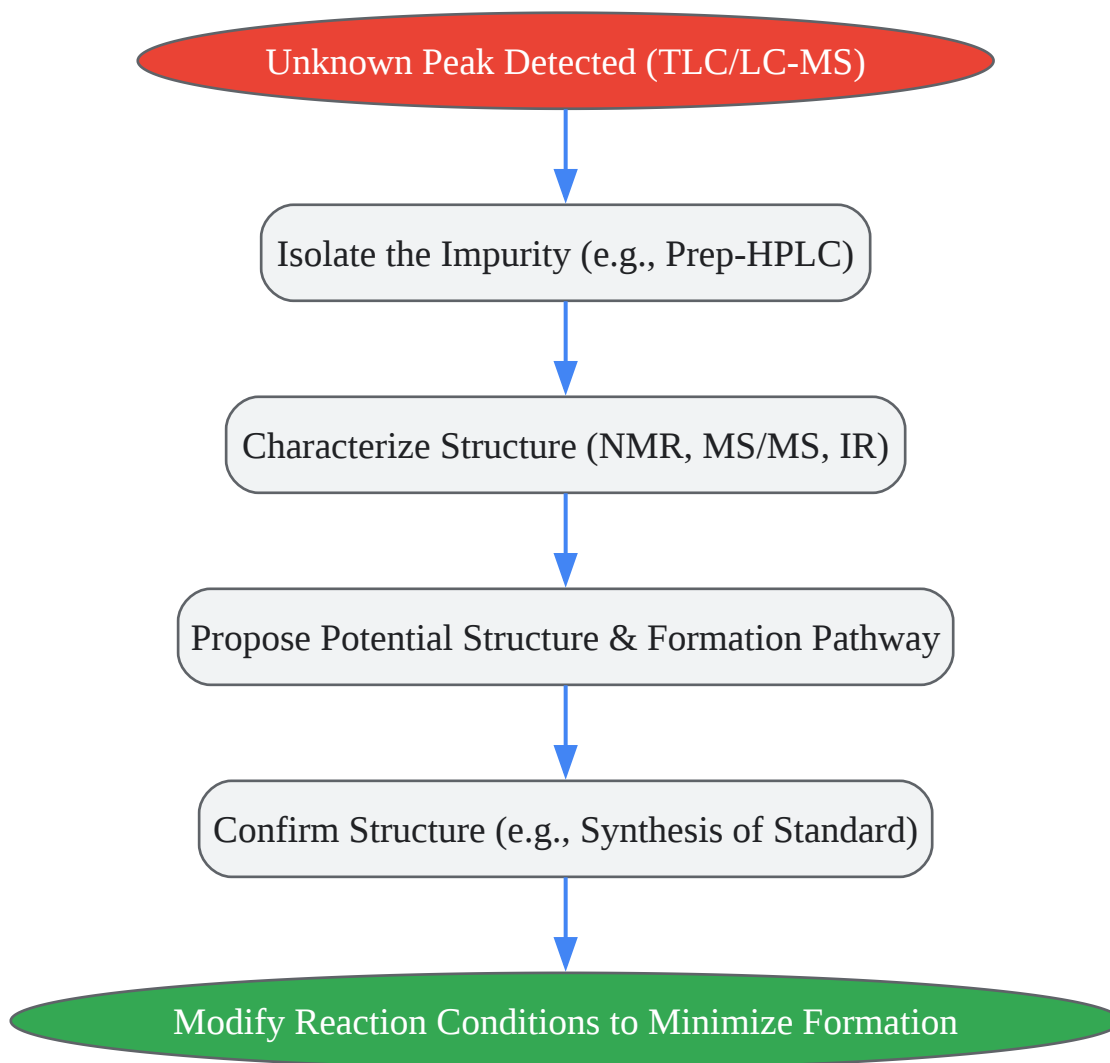 Unknown Peak Detected (TLC/LC-MS)
Isolate the Impurity (e.g., Prep-HPLC)
Characterize Structure (NMR, MS/MS, IR)
Propose Potential Structure & Formation Pathway
Confirm Structure (e.g., Synthesis of Standard)
Modify Reaction Conditions to Minimize Formation